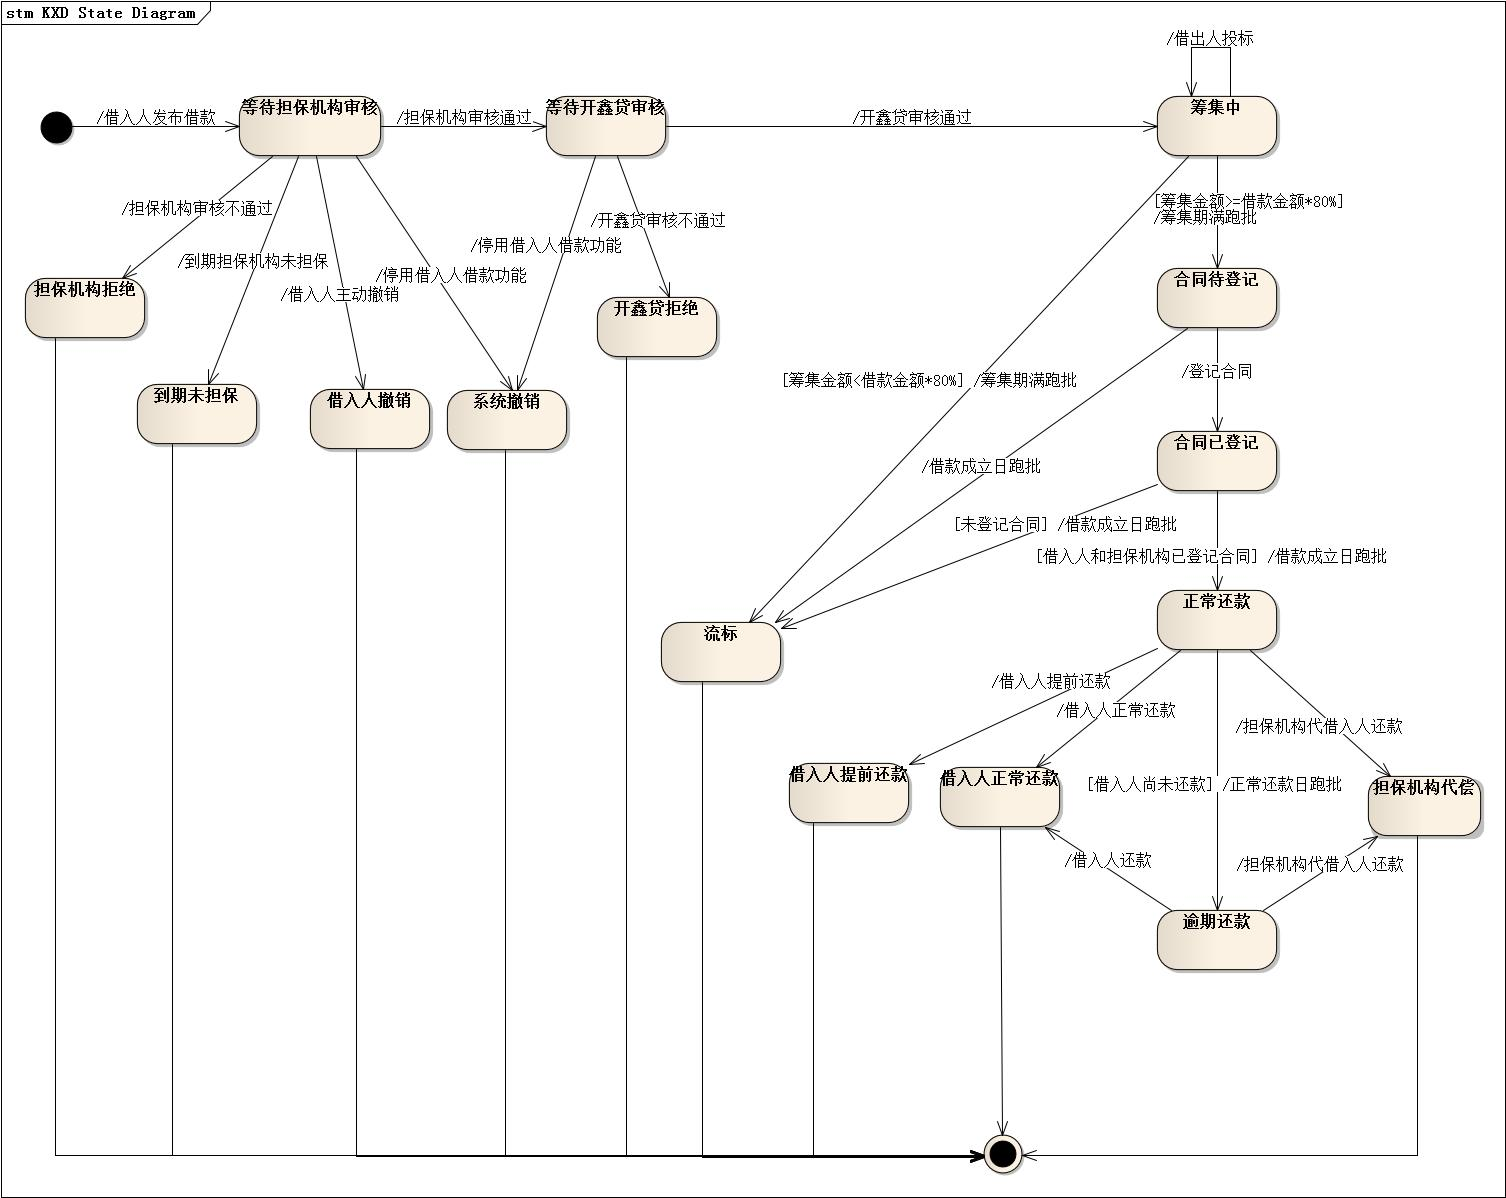 stm KXD State Diagram
/借出人投标
/借入人发布借款
等待担保机构审核
/担保机构审核通过
等待开鑫贷审核
/开鑫贷审核通过
筹集中
/担保机构审核不通过
/开鑫贷审核不通过
[筹集金额>=借款金额*80%]
/筹集期满跑批
/到期担保机构未担保
/借入人主动撤销
/停用借入人借款功能
/停用借入人借款功能
担保机构拒绝
开鑫贷拒绝
合同待登记
[筹集金额<借款金额*80%] /筹集期满跑批
/登记合同
到期未担保
借入人撤销
系统撤销
合同已登记
/借款成立日跑批
[未登记合同] /借款成立日跑批
[借入人和担保机构已登记合同] /借款成立日跑批
正常还款
流标
/借入人提前还款
/借入人正常还款
/担保机构代借入人还款
借入人提前还款
借入人正常还款
[借入人尚未还款] /正常还款日跑批
担保机构代偿
/借入人还款
/担保机构代借入人还款
逾期还款